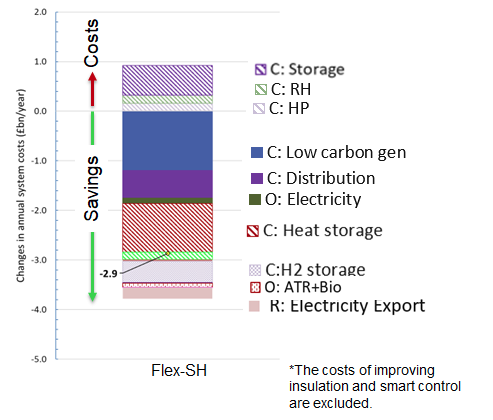 2.0
1.0
0.0
-1.0
-2.0
-3.0
-4.0
-5.0
Changes in annual system costs (£bn/year)
Costs
Savings
-2.9
Flex-SH
C: Storage
C: RH
C: HP
C: Low carbon gen
C: Distribution
O: Electricity
C: Heat storage
C:H2 storage
O: ATR+Bio
R: Electricity Export
*The costs of improving
insulation and smart control
are excluded.